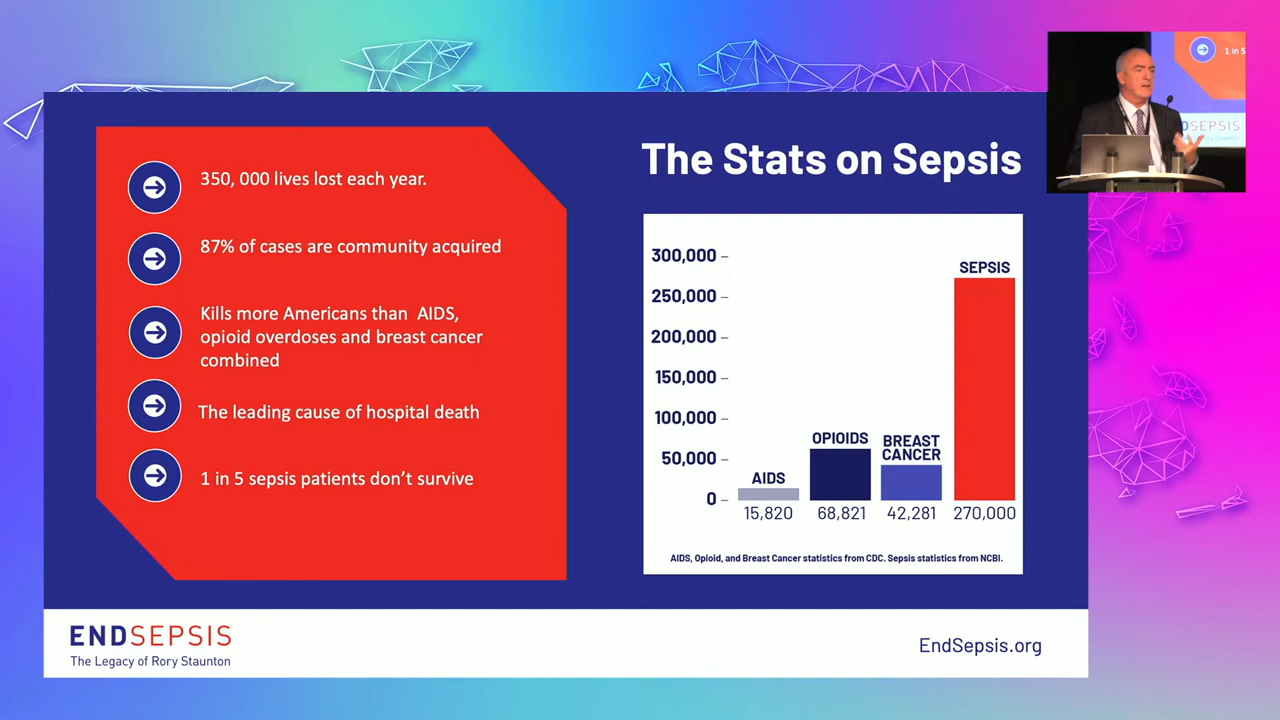 350, 000 lives lost each year.
87% of cases are community acquired
Kills more Americans than AIDS,
opioid overdoses and breast cancer
combined
The leading cause of hospital death
1 in 5 sepsis patients don’t survive
The Stats on Sepsis
300,000
250,000
200,000
150,000
100,000
50,000
0
AIDS
OPIOIDS
BREAST
CANCER
SEPSIS
15,820 68,821 42,281 270,000
AIDS, Opioid, and Breast Cancer statistics from CDC. Sepsis statistics from NCBI.
ENDSEPSIS
The Legacy of Rory Staunton
EndSepsis.org
1 in 5
DSEPSIS